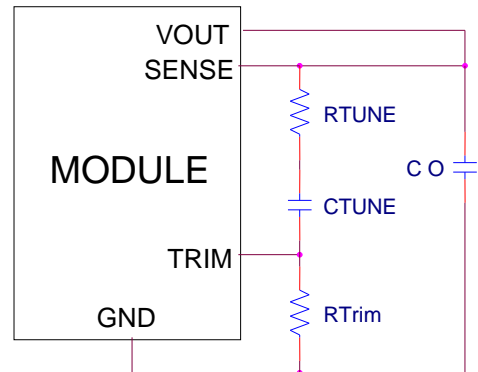 VOUT
SENSE
RTUNE
MODULE
C O
CTUNE
TRIM
GND
RTrim